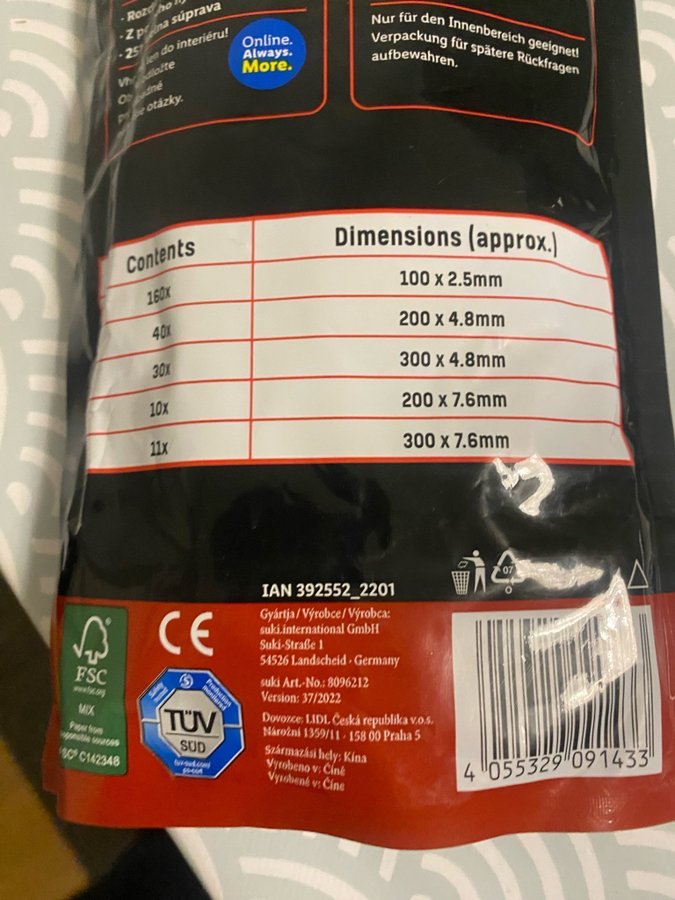 súprava
do interiéru!
otázky.
Online.
Always.
More.
Nur für den Innenbereich geeignet!
Verpackung für spätere Rückfragen
aufbewahren.
Contents Dimensions (approx.)
160x 100 x 2.5mm
40x 200 x 4.8mm
30x 300 x 4.8mm
10x 200 x 7.6mm
11x 300 x 7.6mm
07
IAN 392552_2201
CE
Gyártja/Výrobce/Výrobca:
suki.international GmbH
Suki-Straße 1
54526 Landscheid · Germany
suki Art.-No.: 8096212
Version: 37/2022
Dovozce: LIDL Česká republika v.o.s.
Nárožní 1359/11 · 158 00 Praha 5
Származási hely: Kína
Vyrobeno v: Číně
Vyrobené v: Číne
FSC
www.fsc.org
MIX
Paper from
responsible sources
FSC® C142348
Production
monitored
TÜV
SÜD
4 055329 091433